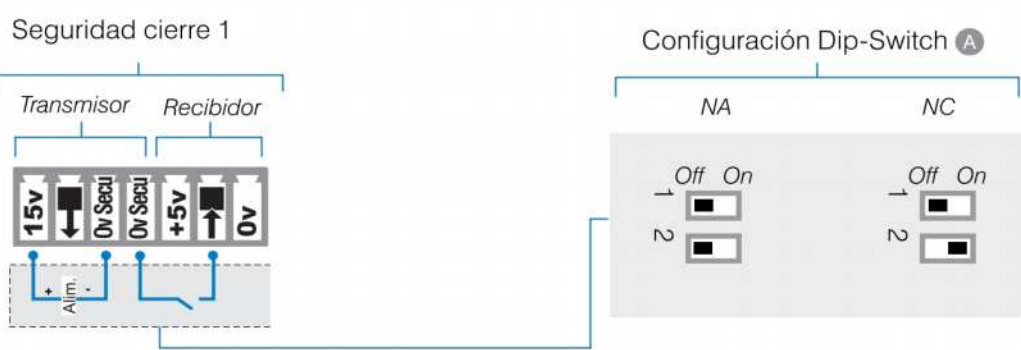 Seguridad cierre 1
Transmisor Recibidor
15v 0v Secu 0v Secu +5v 0v
+ Alim. -
Configuración Dip-Switch A
NA NC
Off On Off On
1 1
2 2